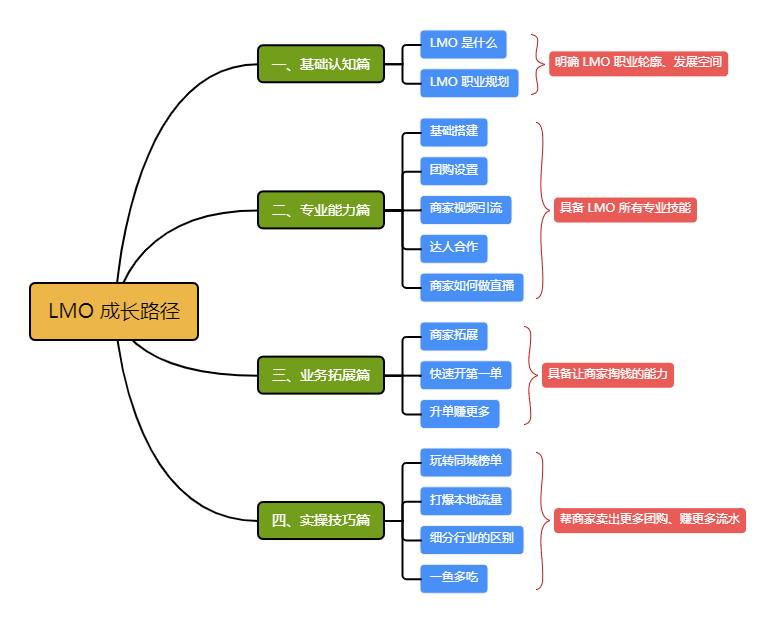 LMO 成长路径
一、基础认知篇
LMO 是什么
LMO 职业规划
明确 LMO 职业轮廓、发展空间
二、专业能力篇
基础搭建
团购设置
商家视频引流
达人合作
商家如何做直播
具备 LMO 所有专业技能
三、业务拓展篇
商家拓展
快速开第一单
升单赚更多
具备让商家掏钱的能力
四、实操技巧篇
玩转同城榜单
打爆本地流量
细分行业的区别
一鱼多吃
帮商家卖出更多团购、赚更多流水